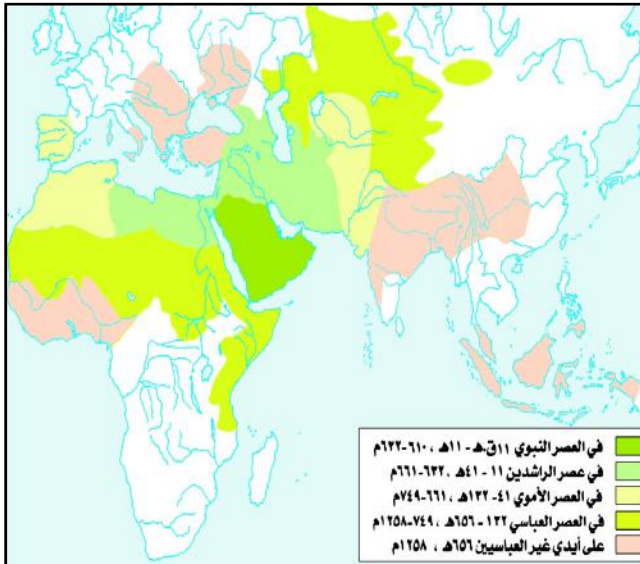 في العصر النبوي ١١ق.هـ - ١١هـ ، ٦١٠-٦٣٢م
في عصر الراشدين ١١ - ٤١هـ ، ٦٣٢-٦٦١م
في العصر الأموي ٤١- ١٣٢هـ ، ٦٦١-٧٤٩م
في العصر العباسي ١٣٢ - ٦٥٦هـ ، ٧٤٩-١٢٥٨م
على أيدي غير العباسيين ٦٥٦هـ ، ١٢٥٨م